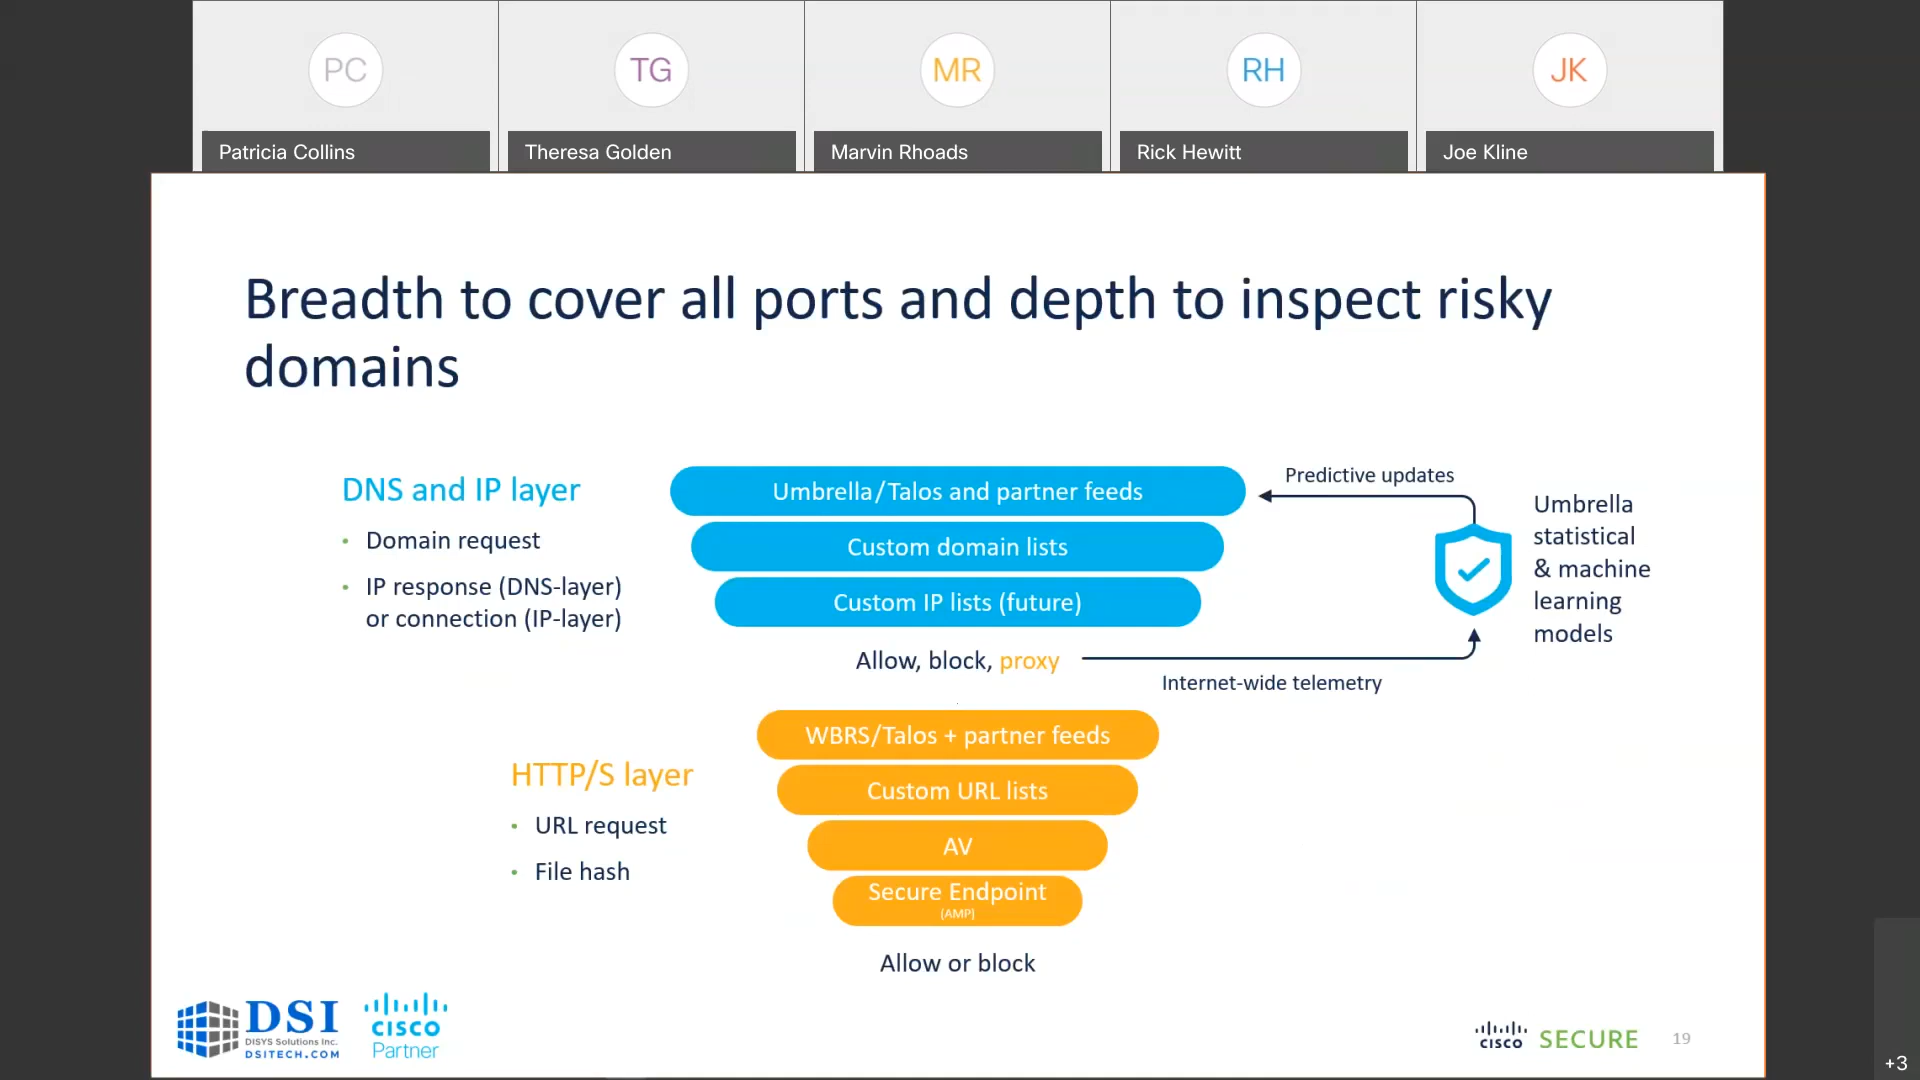 PC
TG
MR
RH
JK
Patricia Collins
Theresa Golden
Marvin Rhoads
Rick Hewitt
Joe Kline
Breadth to cover all ports and depth to inspect risky
domains
DNS and IP layer
• Domain request
• IP response (DNS-layer)
or connection (IP-layer)
Umbrella/Talos and partner feeds
Custom domain lists
Custom IP lists (future)
Allow, block, proxy
Predictive updates
Umbrella
statistical
& machine
learning
models
Internet-wide telemetry
HTTP/S layer
• URL request
• File hash
WBRS/Talos + partner feeds
Custom URL lists
AV
Secure Endpoint
(AMP)
Allow or block
DSI
DISYS Solutions Inc.
DSITECH.COM
CISCO
Partner
CISCO
SECURE
19
+3